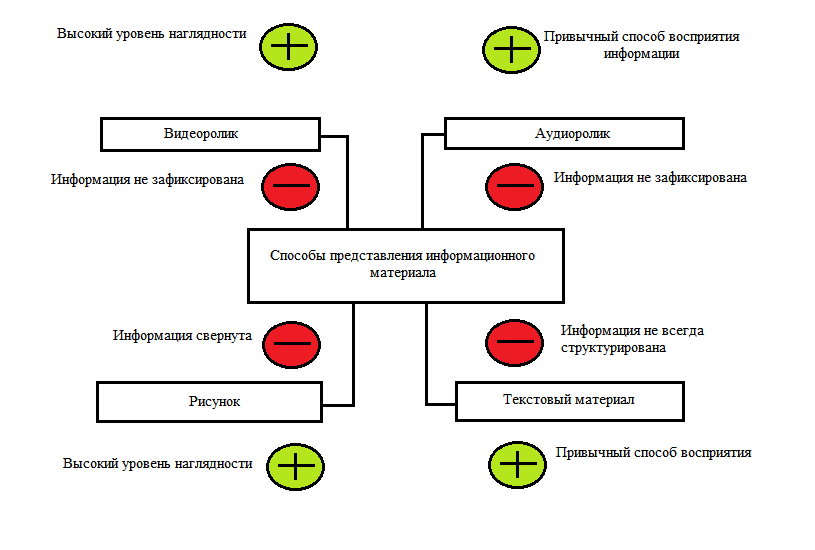 Высокий уровень наглядности
Привычный способ восприятия
информации
Видеоролик
Аудиоролик
Информация не зафиксирована
Информация не зафиксирована
Способы представления информационного
материала
Информация свернута
Информация не всегда
структурирована
Рисунок
Текстовый материал
Высокий уровень наглядности
Привычный способ восприятия